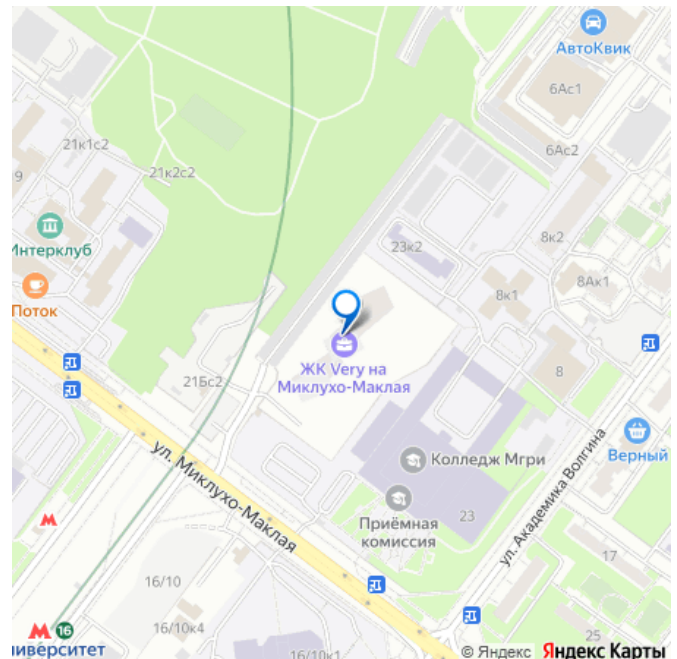 АвтоКвик
6Ас1
21к1с2
6Ас2
21к2с2
9
Интерклуб
23к2
8к2
8Ак1
8к1
Поток
ЖК Very на
Миклухо-Маклая
21Бс2
8
Верный
ул. Миклухо-Маклая
Колледж Мгри
ул. Академика Волгина
Приёмная
комиссия
23
17
16/10
16
16/10к4
ниверситет
16/10к1
25
© Яндекс Яндекс Карты